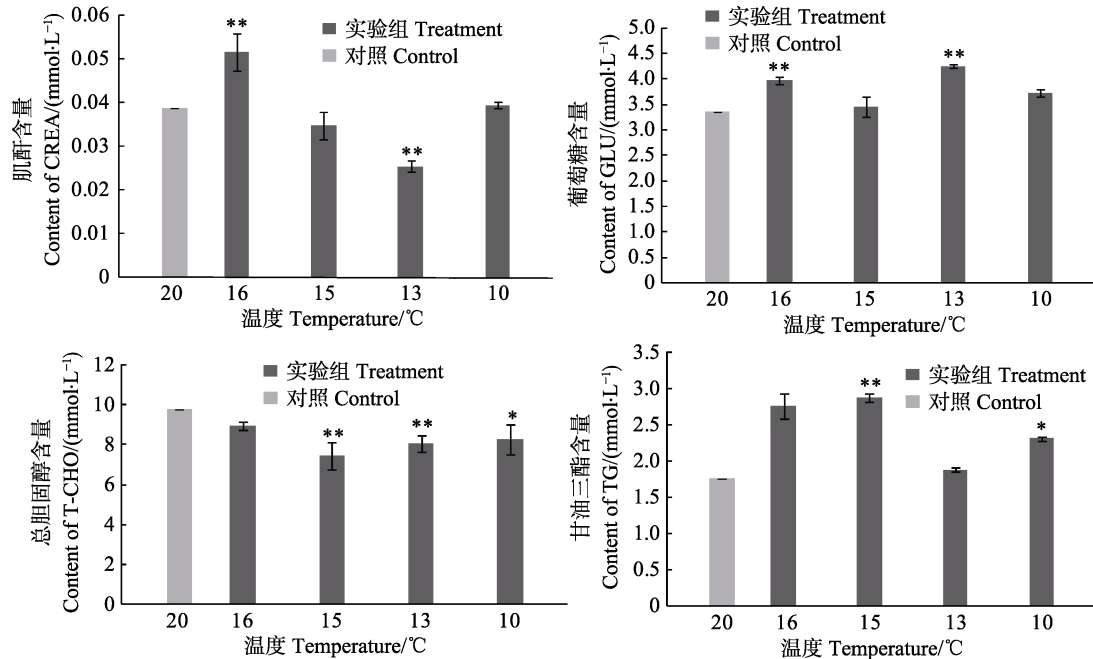 0.06
0.05
0.04
0.03
0.02
0.01
0
肌酐含量
Content of CREA/(mmol·L⁻¹)
实验组 Treatment
对照 Control
**
**
20 16 15 13 10
温度 Temperature/℃
5.0
4.5
4.0
3.5
3.0
2.5
2.0
1.5
1.0
0.5
0
葡萄糖含量
Content of GLU/(mmol·L⁻¹)
实验组 Treatment
对照 Control
**
**
20 16 15 13 10
温度 Temperature/℃
12
10
8
6
4
2
0
总胆固醇含量
Content of T-CHO/(mmol·L⁻¹)
实验组 Treatment
对照 Control
**
**
*
20 16 15 13 10
温度 Temperature/℃
3.5
3.0
2.5
2.0
1.5
1.0
0.5
0
甘油三酯含量
Content of TG/(mmol·L⁻¹)
实验组 Treatment
对照 Control
**
*
20 16 15 13 10
温度 Temperature/℃